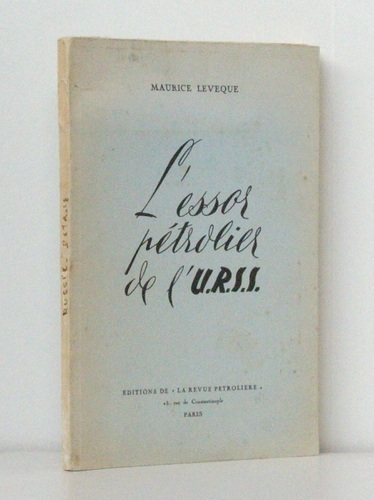 MAURICE LEVEQUE
L'essor
pétrolier
de l'U.R.S.S.
EDITIONS DE « LA REVUE PETROLIERE »
rue de Constantinople
PARIS